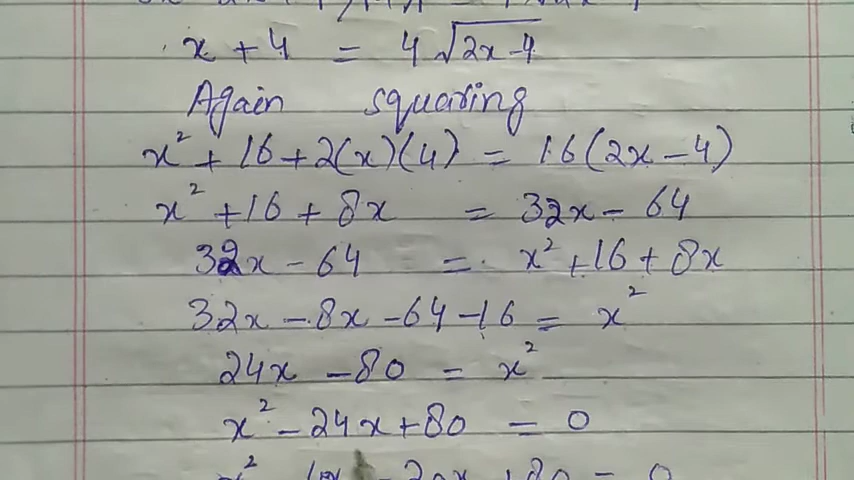 x + 4 = 4√(2x-4)
Again squaring
x² + 16 + 2(x)(4) = 16(2x - 4)
x² + 16 + 8x = 32x - 64
32x - 64 = x² + 16 + 8x
32x - 8x - 64 - 16 = x²
24x - 80 = x²
x² - 24x + 80 = 0